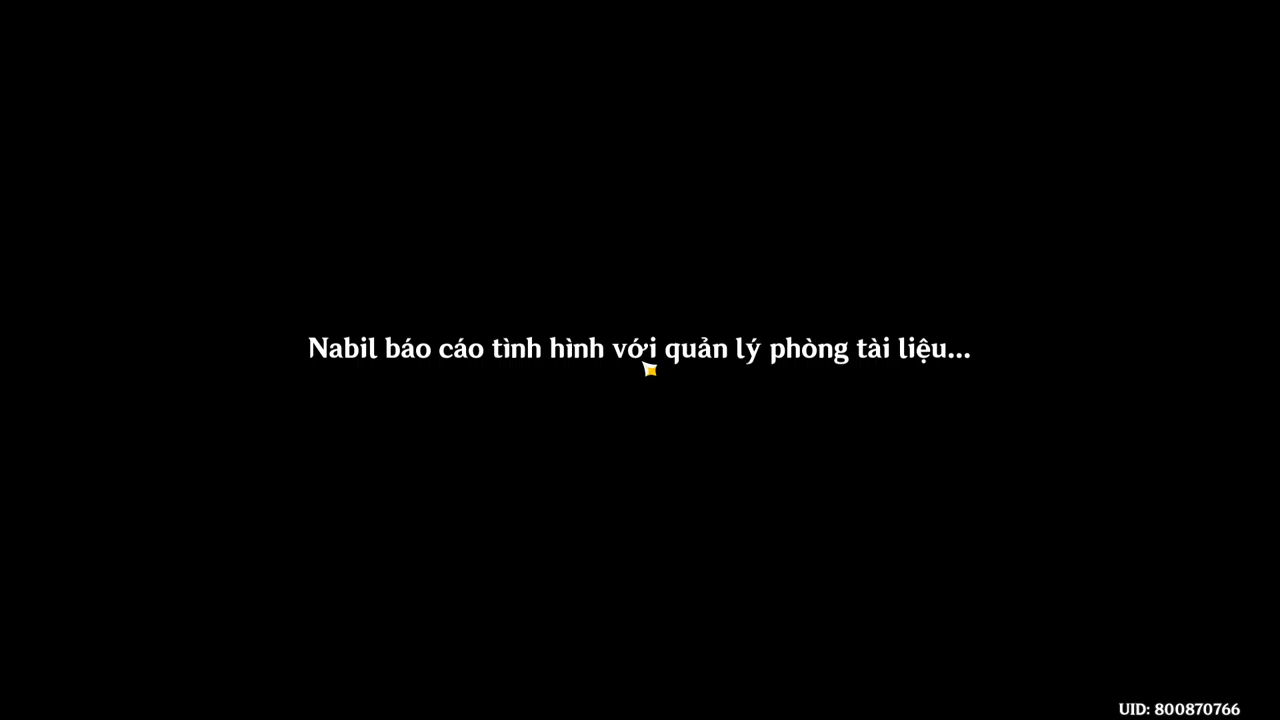 Nabil báo cáo tình hình với quản lý phòng tài liệu...
UID: 800870766